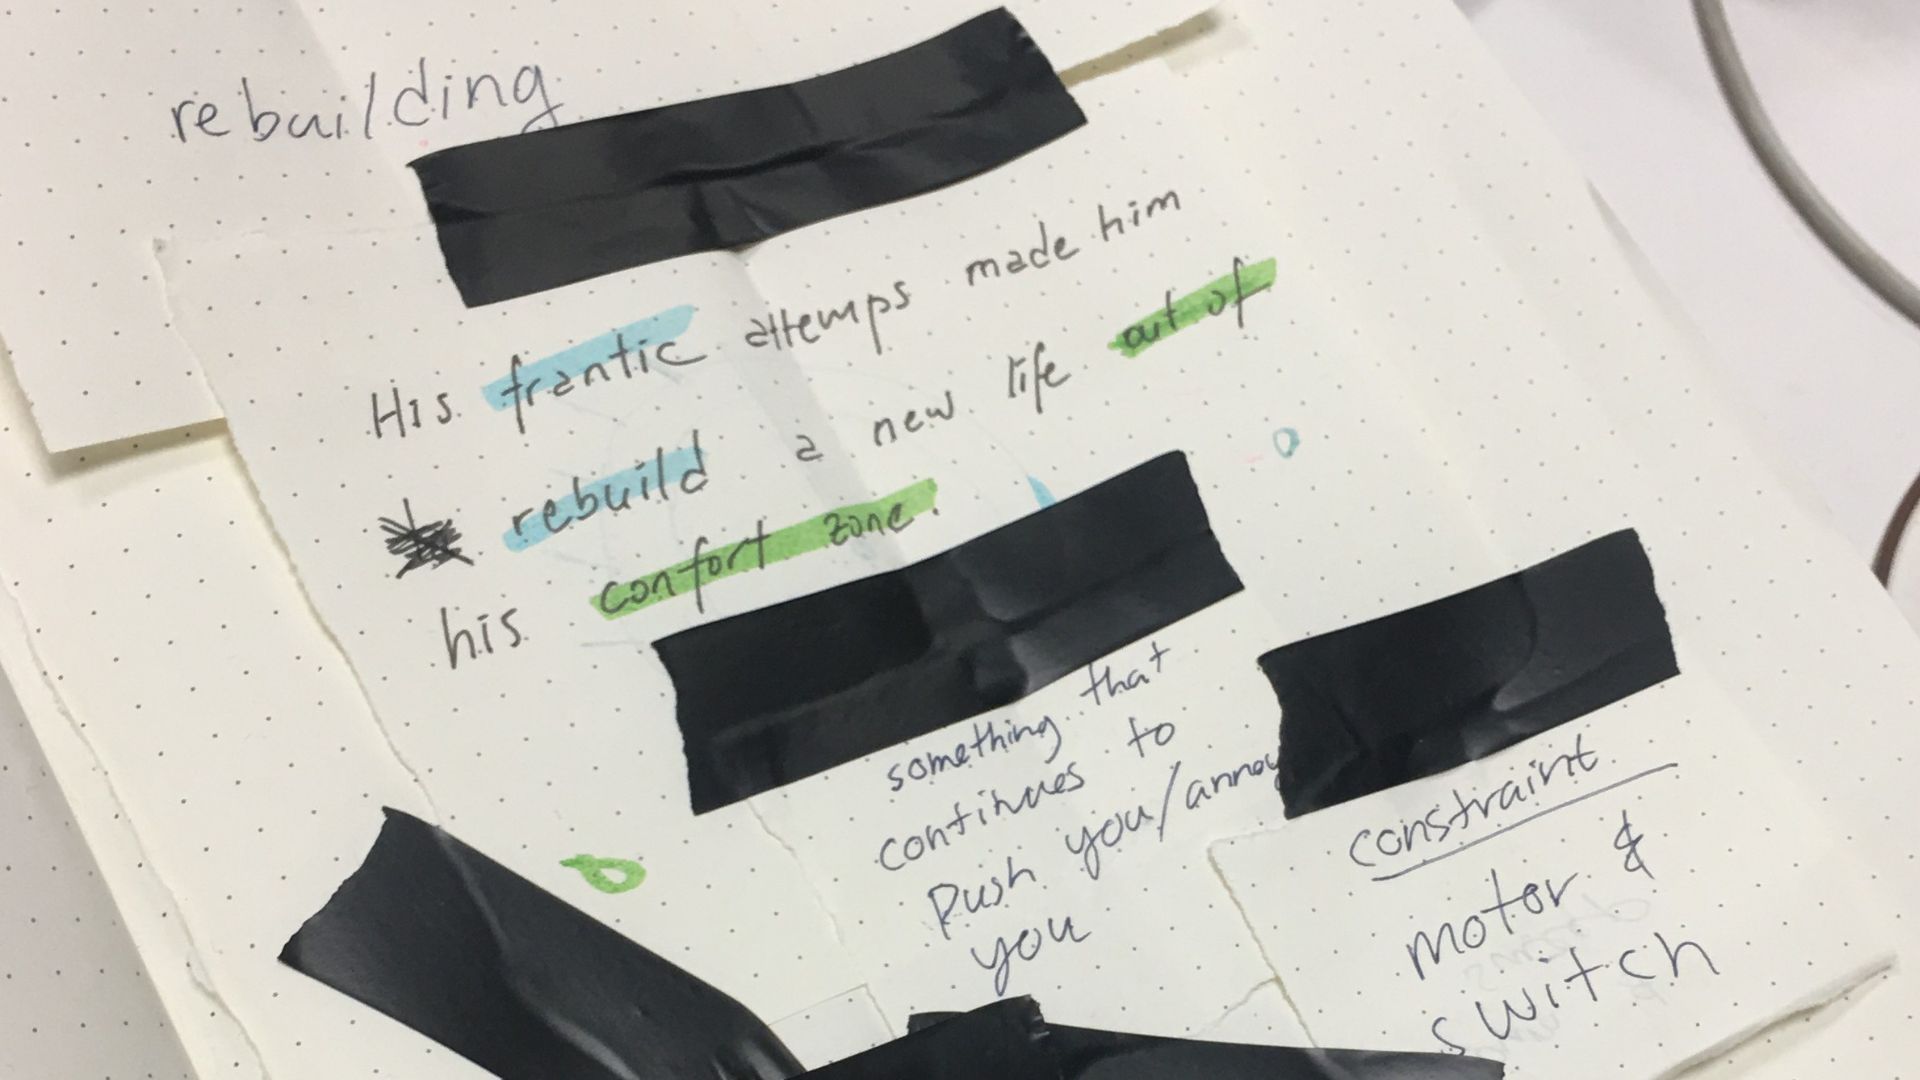 rebuilding
His frantic attemps made him
rebuild a new life out of
his confort zone.
something that
continues to
Push you/annoy
you
constraint
motor &
switch